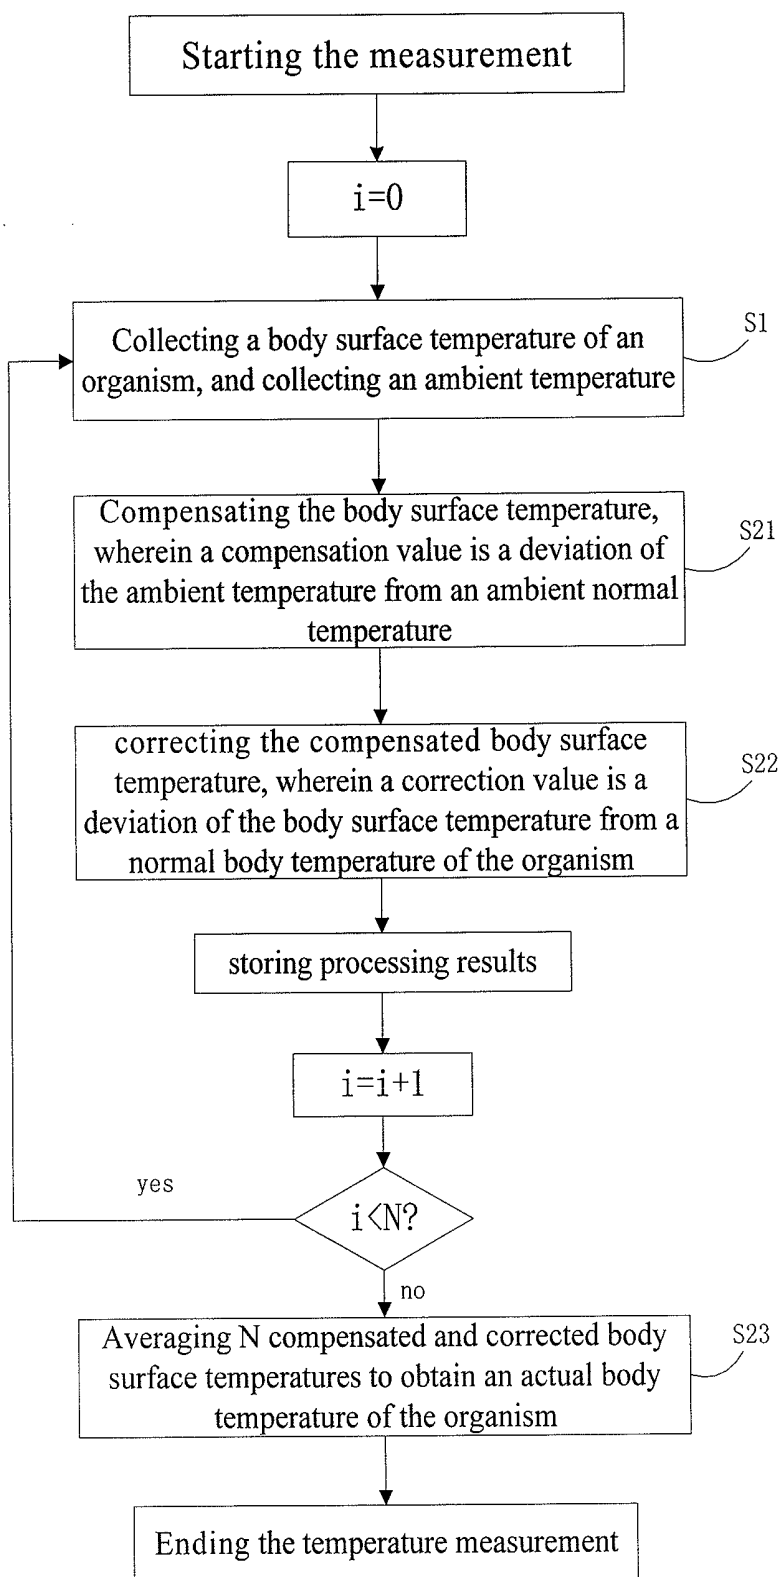 Starting the measurement
i=0
Collecting a body surface temperature of an
organism, and collecting an ambient temperature
S1
Compensating the body surface temperature,
wherein a compensation value is a deviation of
the ambient temperature from an ambient normal
temperature
S21
correcting the compensated body surface
temperature, wherein a correction value is a
deviation of the body surface temperature from a
normal body temperature of the organism
S22
storing processing results
i=i+1
yes
i<N?
no
Averaging N compensated and corrected body
surface temperatures to obtain an actual body
temperature of the organism
S23
Ending the temperature measurement